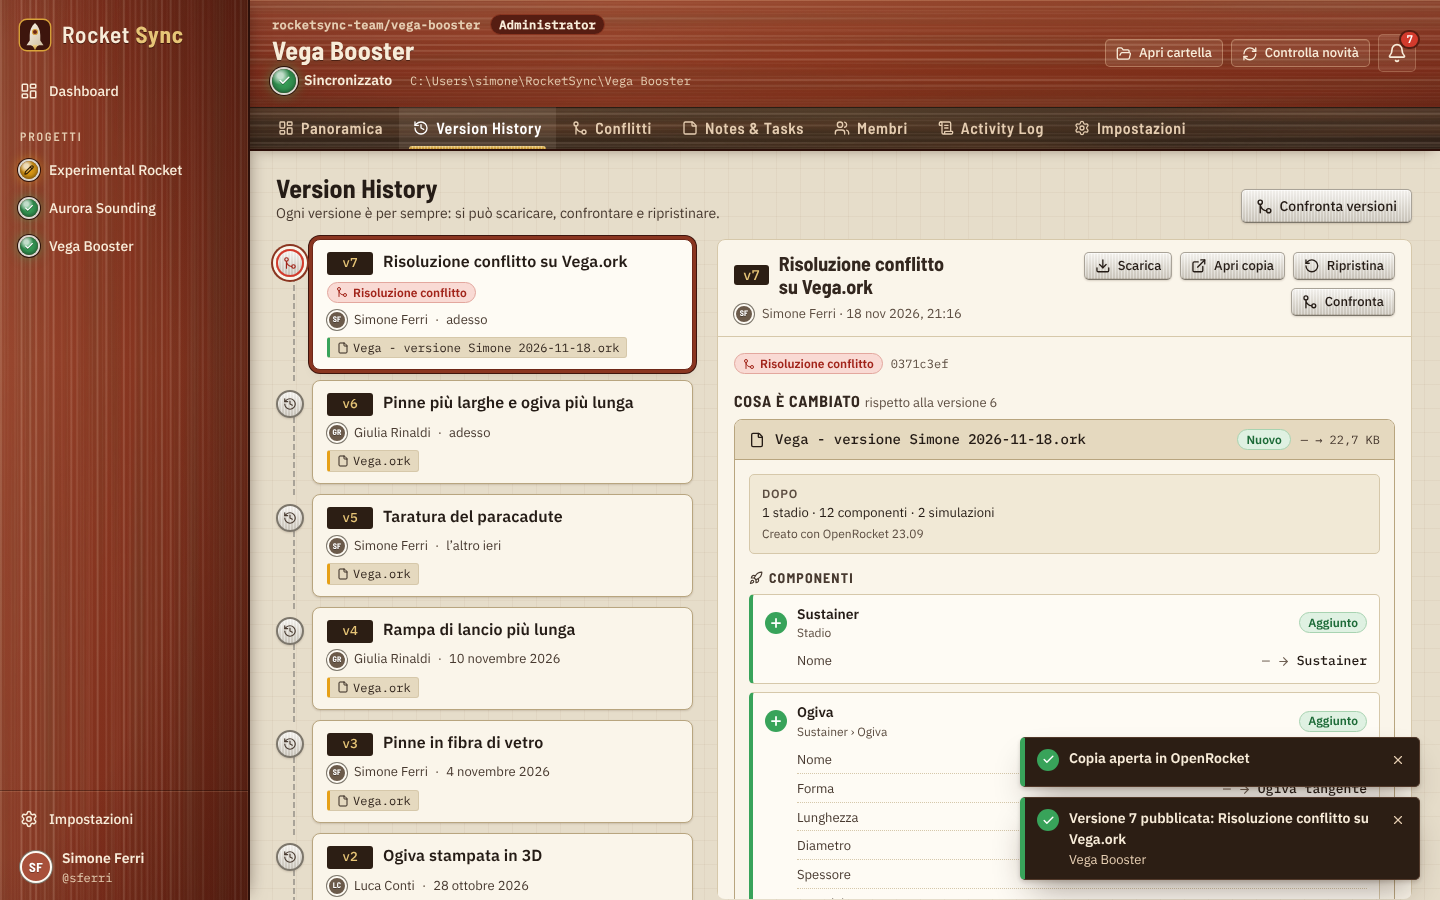 Rocket Sync
Dashboard
PROGETTI
Experimental Rocket
Aurora Sounding
Vega Booster
Impostazioni
SF
Simone Ferri
@sferri
rocketsync-team/vega-booster Administrator
Vega Booster
Sincronizzato C:\Users\simone\RocketSync\Vega Booster
Apri cartella
Controlla novità
7
Panoramica
Version History
Conflitti
Notes & Tasks
Membri
Activity Log
Impostazioni
Version History
Ogni versione è per sempre: si può scaricare, confrontare e ripristinare.
Confronta versioni
v7 Risoluzione conflitto su Vega.ork
Risoluzione conflitto
SF Simone Ferri · adesso
Vega - versione Simone 2026-11-18.ork
v6 Pinne più larghe e ogiva più lunga
GR Giulia Rinaldi · adesso
Vega.ork
v5 Taratura del paracadute
SF Simone Ferri · l'altro ieri
Vega.ork
v4 Rampa di lancio più lunga
GR Giulia Rinaldi · 10 novembre 2026
Vega.ork
v3 Pinne in fibra di vetro
SF Simone Ferri · 4 novembre 2026
Vega.ork
v2 Ogiva stampata in 3D
LC Luca Conti · 28 ottobre 2026
v7 Risoluzione conflitto
su Vega.ork
SF Simone Ferri · 18 nov 2026, 21:16
Scarica
Apri copia
Ripristina
Confronta
Risoluzione conflitto 0371c3ef
COSA È CAMBIATO rispetto alla versione 6
Vega - versione Simone 2026-11-18.ork Nuovo — → 22,7 KB
DOPO
1 stadio · 12 componenti · 2 simulazioni
Creato con OpenRocket 23.09
COMPONENTI
Sustainer Aggiunto
Stadio
Nome — → Sustainer
Ogiva Aggiunto
Sustainer › Ogiva
Nome
Forma — → Ogiva tangente
Lunghezza
Diametro
Spessore
Copia aperta in OpenRocket
Versione 7 pubblicata: Risoluzione conflitto su
Vega.ork
Vega Booster